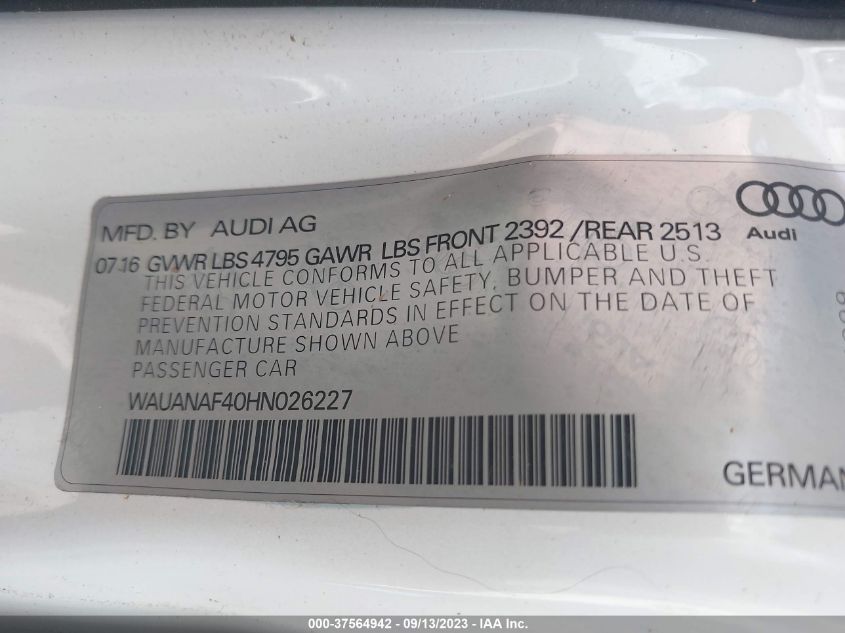 MFD. BY AUDI AG
Audi
07.16 GVWR LBS 4795 GAWR LBS FRONT 2392 /REAR 2513
THIS VEHICLE CONFORMS TO ALL APPLICABLE U.S.
FEDERAL MOTOR VEHICLE SAFETY, BUMPER AND THEFT
PREVENTION STANDARDS IN EFFECT ON THE DATE OF
MANUFACTURE SHOWN ABOVE
PASSENGER CAR
WAUANAF40HN026227
GERMAN
000-37564942 - 09/13/2023 - IAA Inc.